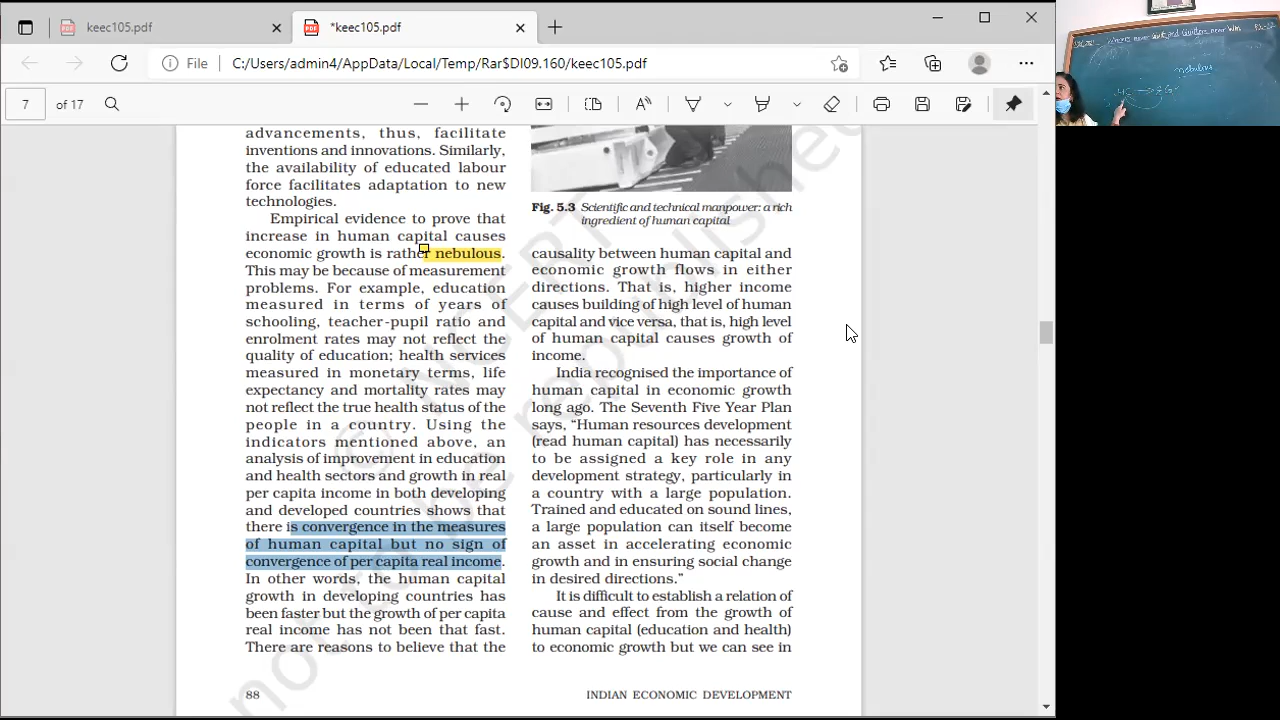 keec105.pdf
*keec105.pdf
File
C:/Users/admin4/AppData/Local/Temp/Rar$DI09.160/keec105.pdf
7 of 17
advancements, thus, facilitate
inventions and innovations. Similarly,
the availability of educated labour
force facilitates adaptation to new
technologies.
Empirical evidence to prove that
increase in human capital causes
economic growth is rather nebulous.
This may be because of measurement
problems. For example, education
measured in terms of years of
schooling, teacher-pupil ratio and
enrolment rates may not reflect the
quality of education; health services
measured in monetary terms, life
expectancy and mortality rates may
not reflect the true health status of the
people in a country. Using the
indicators mentioned above, an
analysis of improvement in education
and health sectors and growth in real
per capita income in both developing
and developed countries shows that
there is convergence in the measures
of human capital but no sign of
convergence of per capita real income.
In other words, the human capital
growth in developing countries has
been faster but the growth of per capita
real income has not been that fast.
There are reasons to believe that the
Fig. 5.3 Scientific and technical manpower: a rich
ingredient of human capital
causality between human capital and
economic growth flows in either
directions. That is, higher income
causes building of high level of human
capital and vice versa, that is, high level
of human capital causes growth of
income.
India recognised the importance of
human capital in economic growth
long ago. The Seventh Five Year Plan
says, “Human resources development
(read human capital) has necessarily
to be assigned a key role in any
development strategy, particularly in
a country with a large population.
Trained and educated on sound lines,
a large population can itself become
an asset in accelerating economic
growth and in ensuring social change
in desired directions.”
It is difficult to establish a relation of
cause and effect from the growth of
human capital (education and health)
to economic growth but we can see in
88
INDIAN ECONOMIC DEVELOPMENT
© NCERT
not to be republished
nebulous